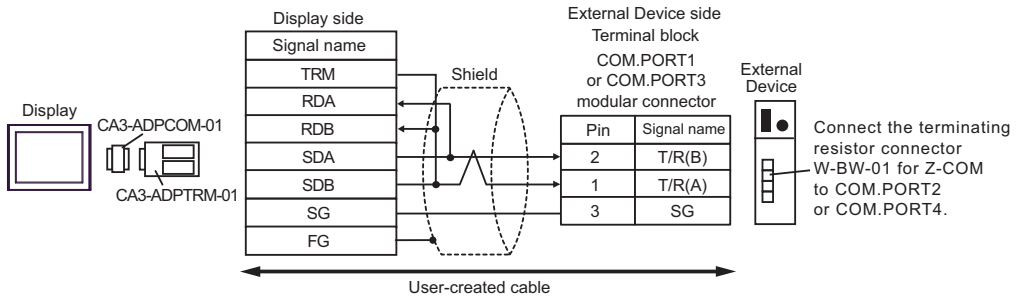 Display side
Signal name
TRM
RDA
RDB
SDA
SDB
SG
FG
Shield
External Device side
Terminal block
COM.PORT1
or COM.PORT3
modular connector
Pin Signal name
2 T/R(B)
1 T/R(A)
3 SG
External
Device
Display
CA3-ADPCOM-01
CA3-ADPTRM-01
Connect the terminating
resistor connector
W-BW-01 for Z-COM
to COM.PORT2
or COM.PORT4.
User-created cable